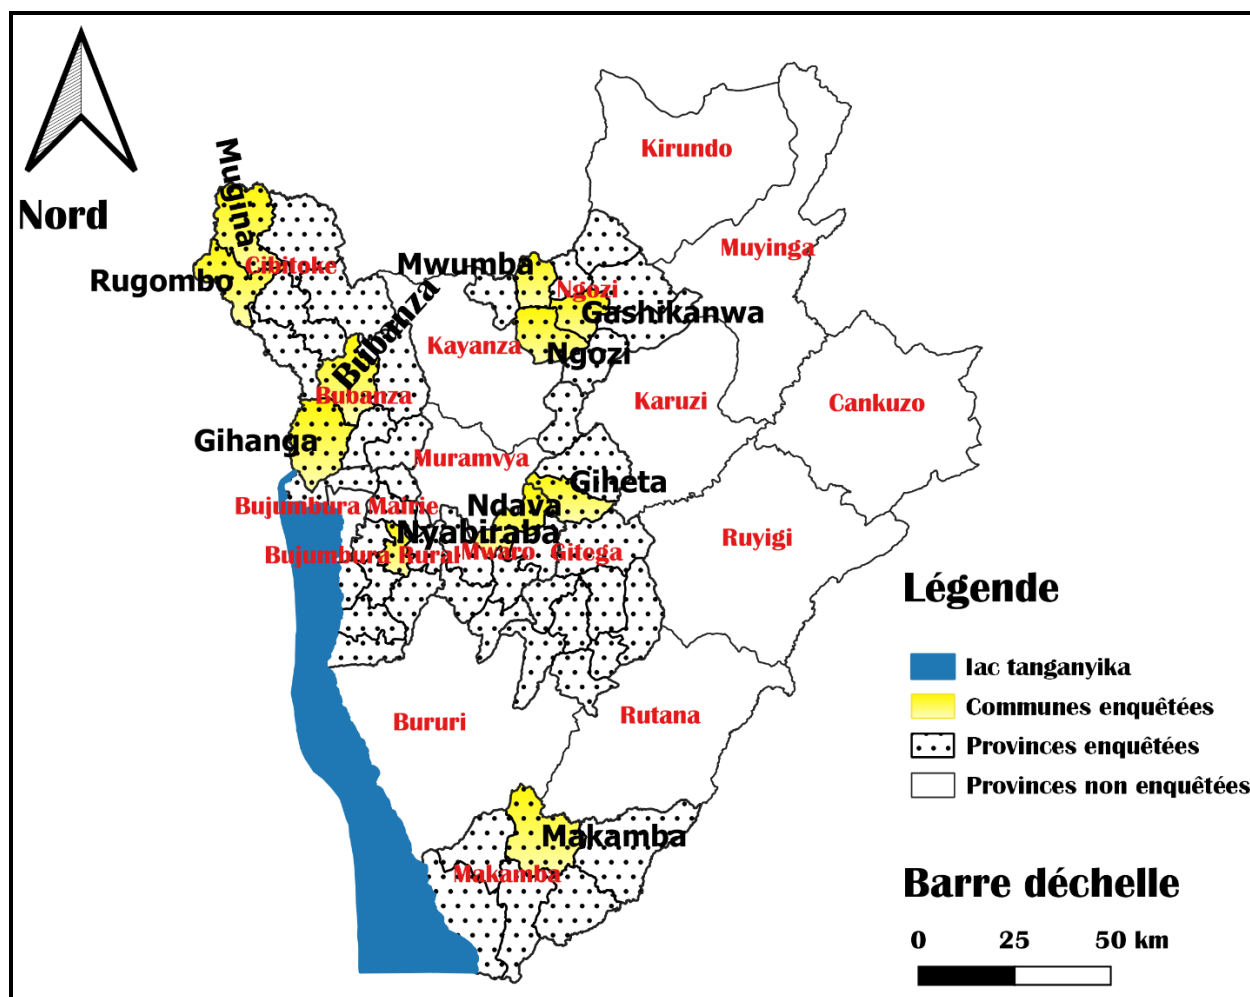 Nord
Kirundo
Mugina
Muyinga
Cibitoke
Rugombo
Mwumba
Ngozi
Gashikanwa
Bubanza
Kayanza
Ngozi
Bubanza
Karuzi
Cankuzo
Gihanga
Muramvya
Giheta
Ndava
Bujumbura Mairie
Nyabiraba
Bujumbura Rural
Mwaro
Gitega
Ruyigi
Bururi
Rutana
Makamba
Makamba
Légende
lac tanganyika
Communes enquêtées
Provinces enquêtées
Provinces non enquêtées
Barre déchelle
0 25 50 km